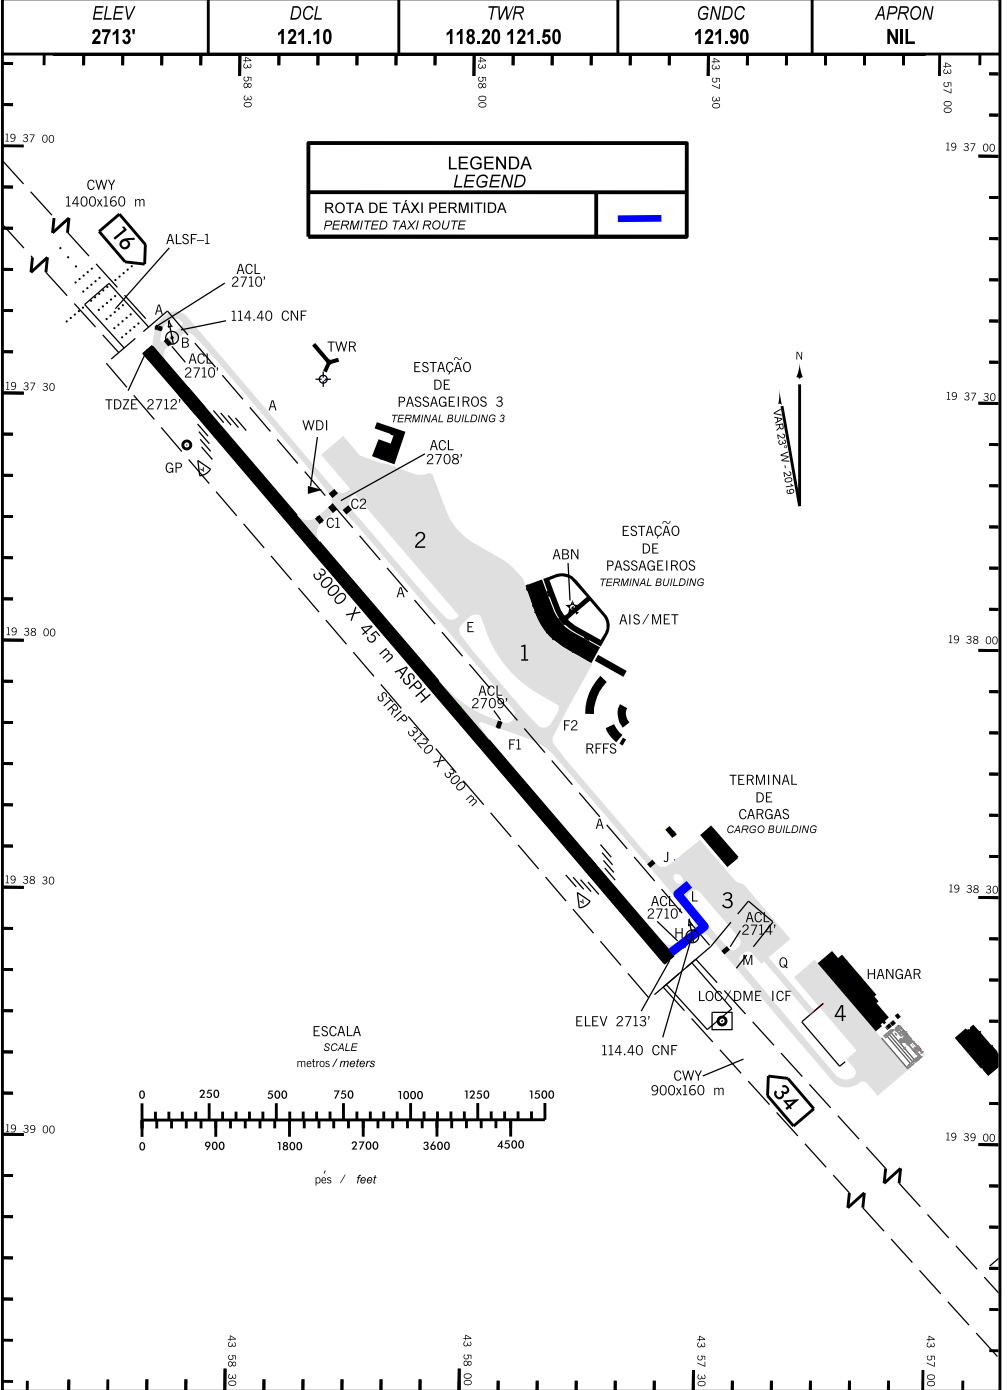 ELEV
2713'
DCL
121.10
TWR
118.20 121.50
GNDC
121.90
APRON
NIL
43 58 30
43 58 00
43 57 30
43 57 00
19 37 00
19 37 00
LEGENDA
LEGEND
ROTA DE TÁXI PERMITIDA
PERMITED TAXI ROUTE
CWY
1400x160 m
16
ALSF–1
ACL
2710'
A
114.40 CNF
B
ACL
2710'
TWR
N
VAR 23° W - 2019
ESTAÇÃO
DE
PASSAGEIROS 3
TERMINAL BUILDING 3
19 37 30
19 37 30
TDZE 2712'
A
WDI
ACL
2708'
GP
C2
C1
2
ESTAÇÃO
DE
PASSAGEIROS
TERMINAL BUILDING
ABN
3000 X 45 m ASPH
A
AIS/MET
E
19 38 00
19 38 00
1
STRIP 3120 X 300 m
ACL
2709'
F2
F1
RFFS
TERMINAL
DE
CARGAS
CARGO BUILDING
A
J
19 38 30
19 38 30
L
3
ACL
2710'
ACL
2714'
H
M
Q
HANGAR
LOC/DME ICF
4
ELEV 2713'
114.40 CNF
CWY
900x160 m
34
ESCALA
SCALE
metros / meters
0 250 500 750 1000 1250 1500
0 900 1800 2700 3600 4500
pés / feet
19 39 00
19 39 00
43 58 30
43 58 00
43 57 30
43 57 00